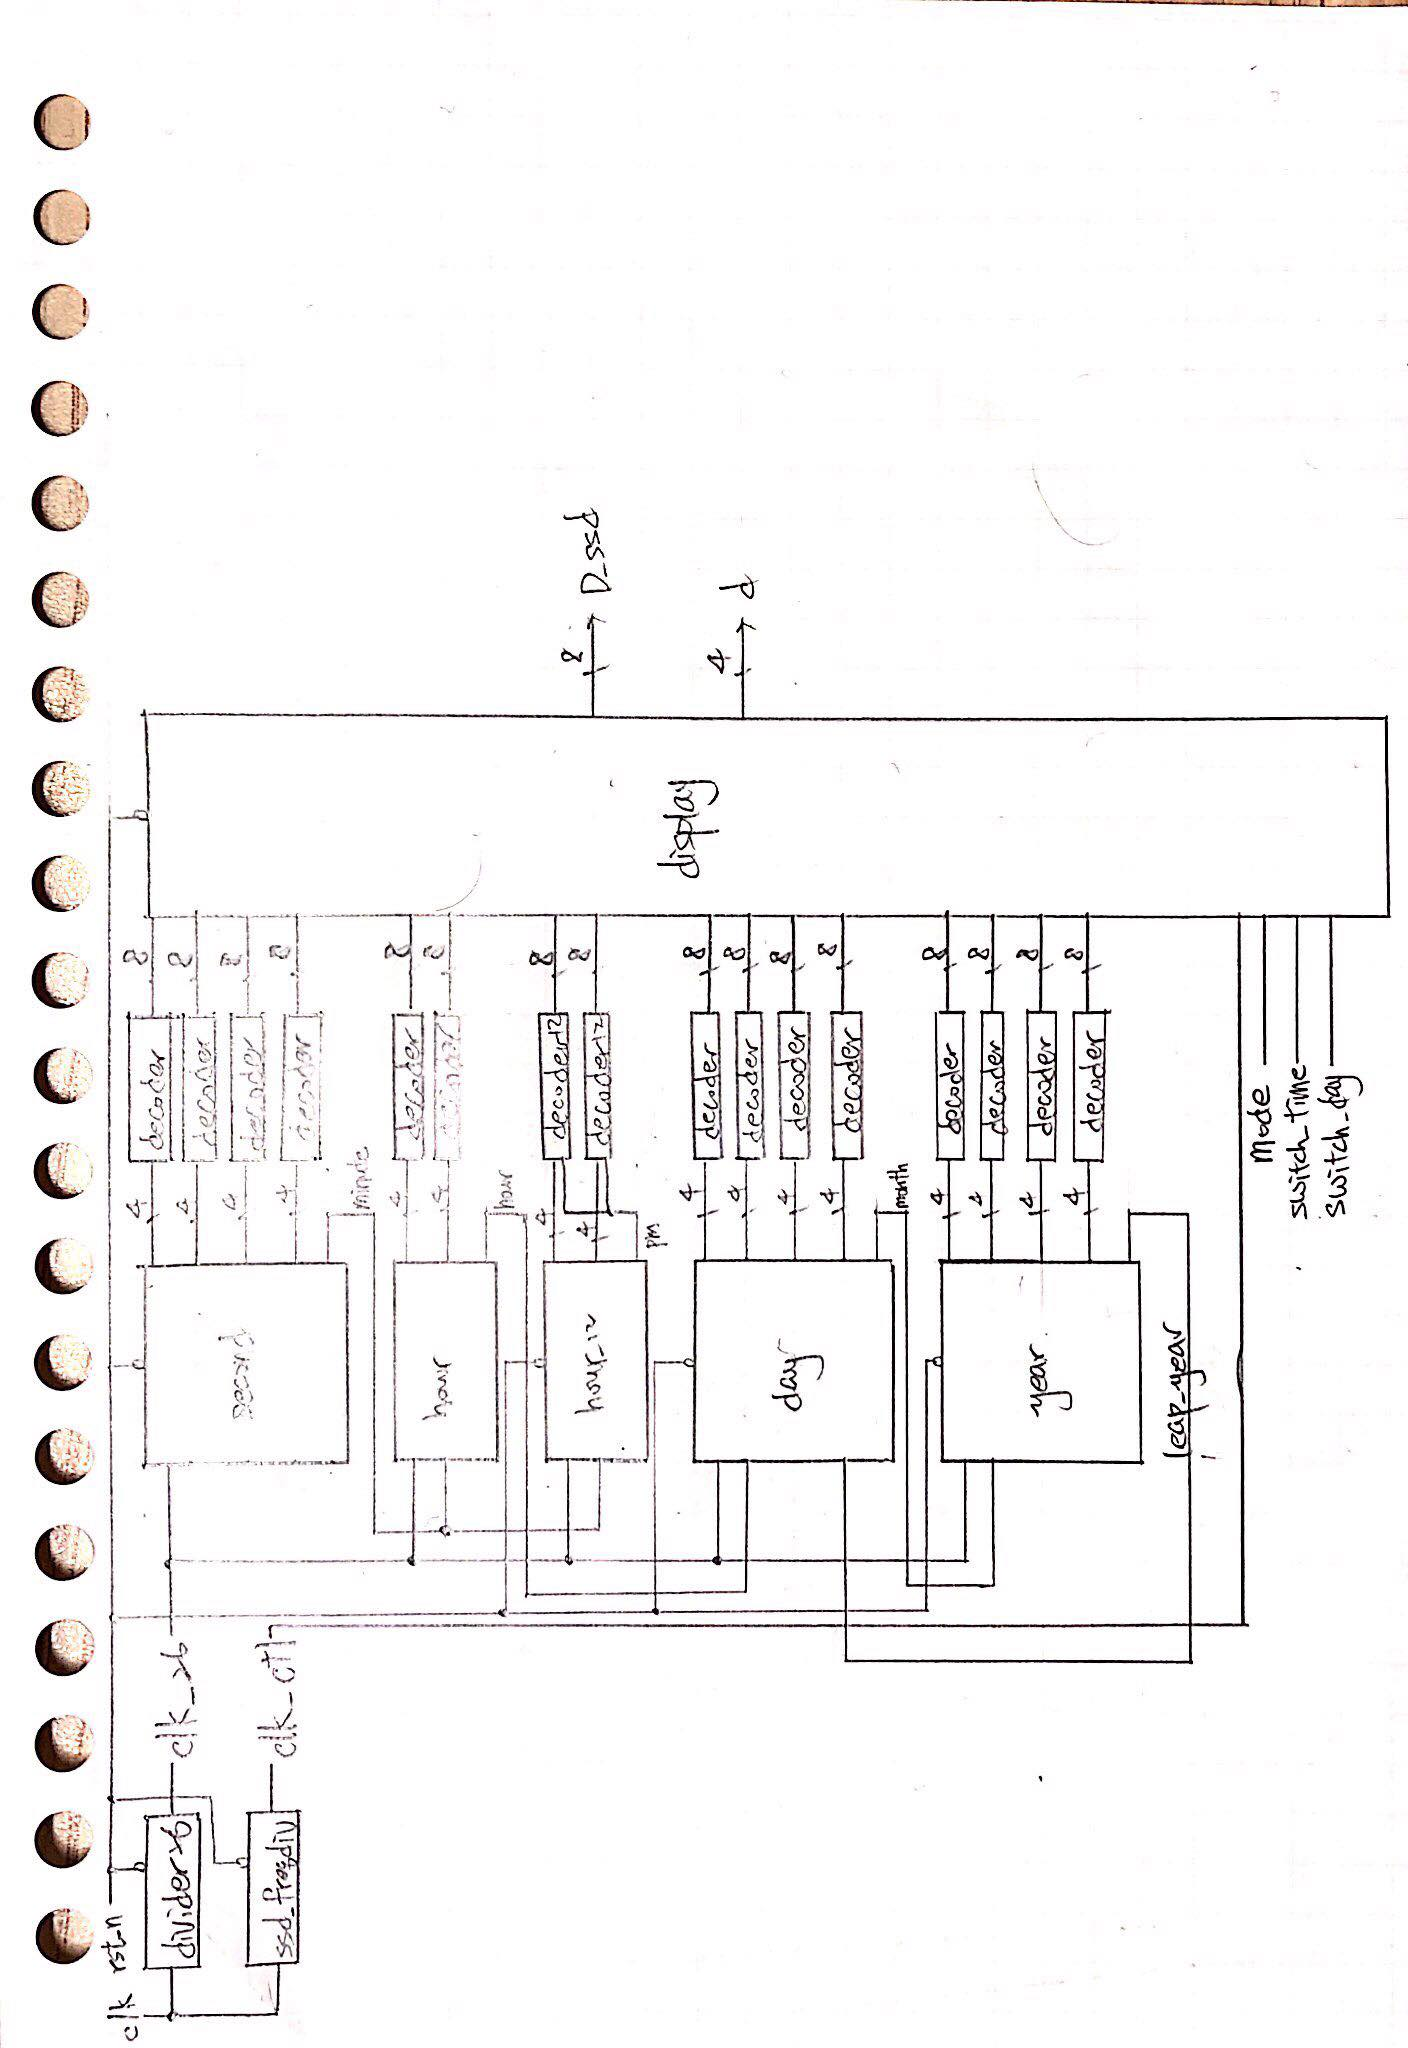 clk
rst_n
divider26
clk_26
ssd_freqdiv
clk_ctl
second
4
decoder
8
4
decoder
8
4
decoder
8
4
decoder
8
minute
hour
4
decoder
8
4
decoder
8
hour
hour_12
4
decoder12
8
4
decoder12
8
pm
day
4
decoder
8
4
decoder
8
4
decoder
8
4
decoder
8
month
year
4
decoder
8
4
decoder
8
4
decoder
8
4
decoder
8
leap_year
Mode
switch_time
switch_day
display
8
D_ssd
4
d